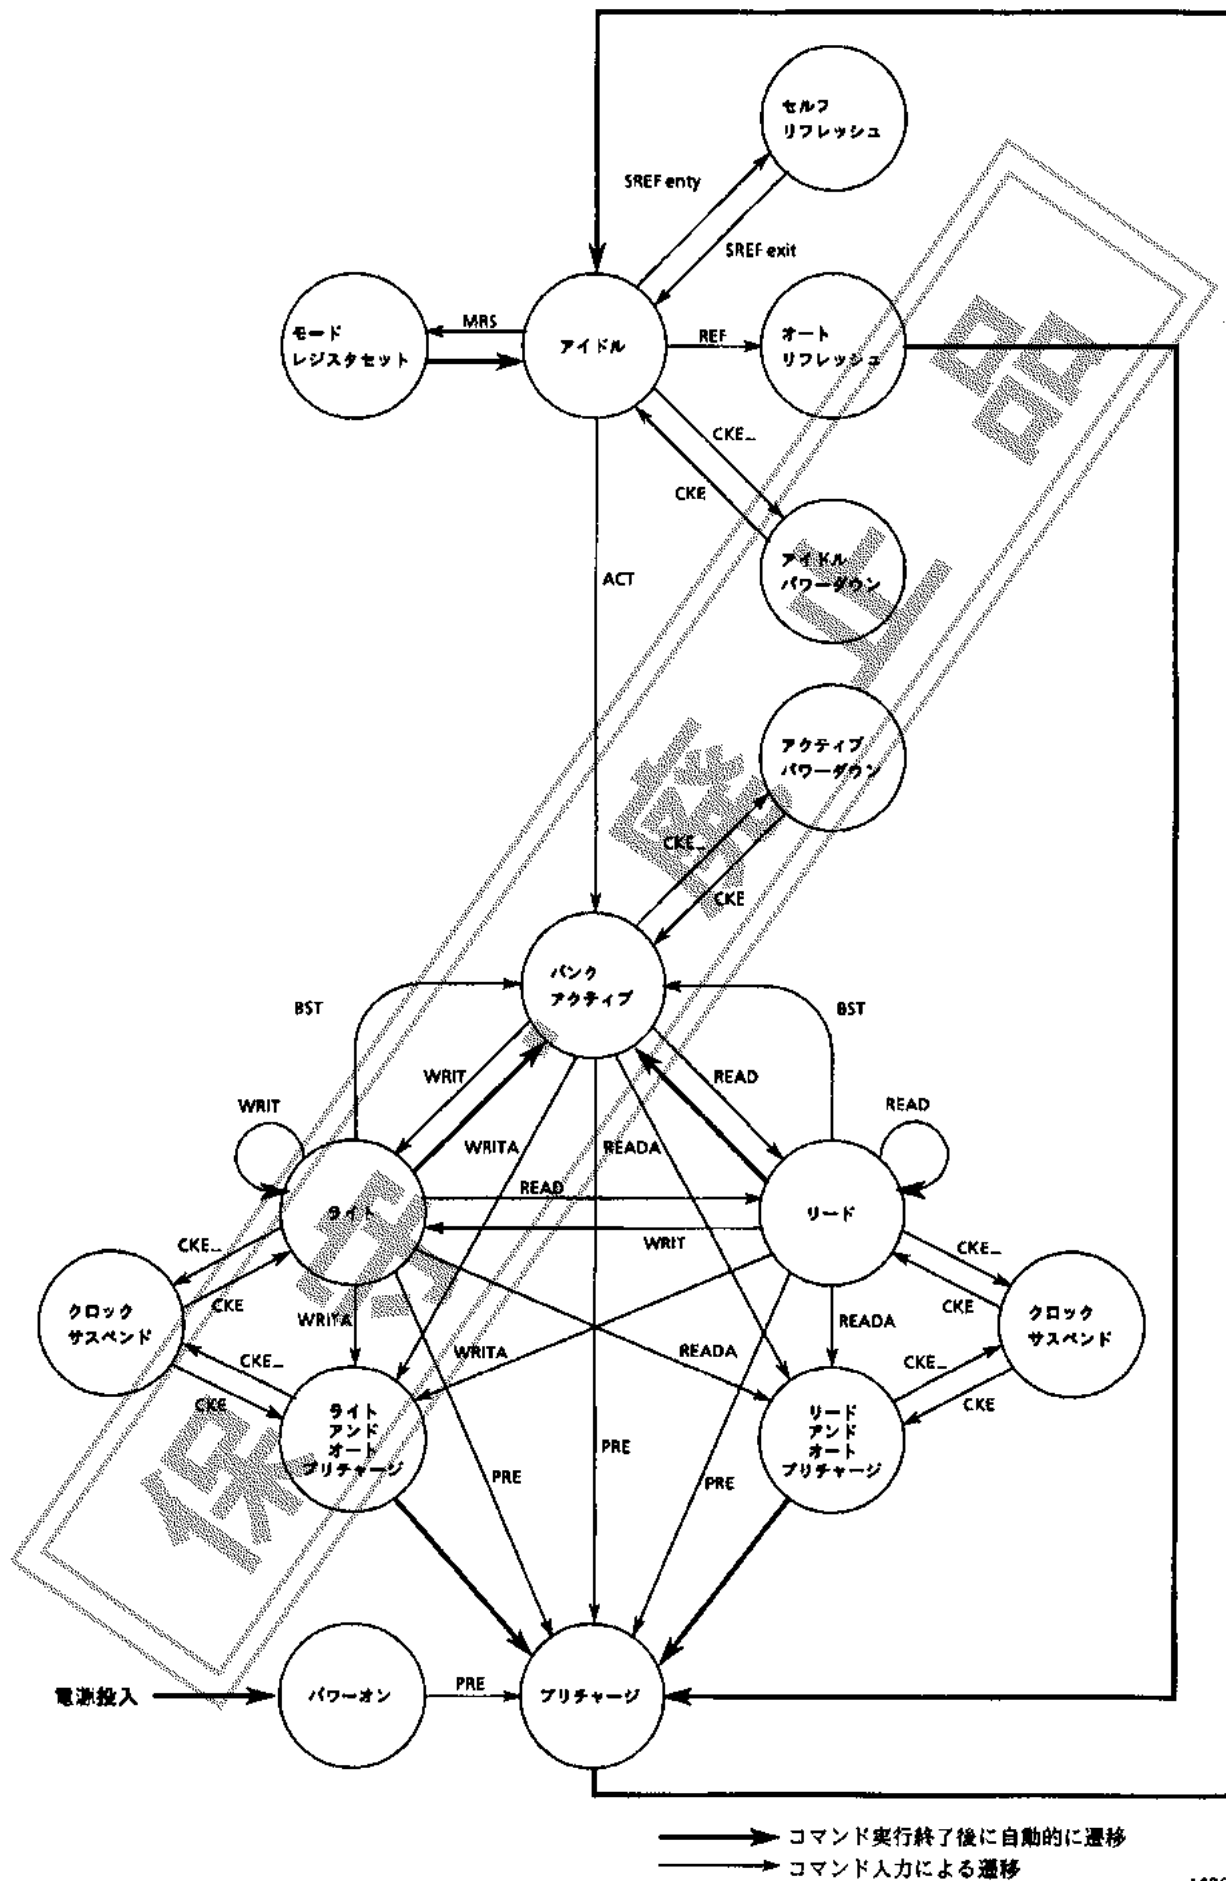 セルフ
リフレッシュ
SREF enty
SREF exit
モード
レジスタセット
MRS
アイドル
REF
オート
リフレッシュ
CKE_
CKE
アイドル
パワーダウン
ACT
アクティブ
パワーダウン
CKE_
CKE
バンク
アクティブ
BST
BST
WRIT
READ
WRIT
READ
WRITA
READA
READ
ライト
リード
WRIT
CKE_
CKE_
CKE
CKE
クロック
サスペンド
クロック
サスペンド
WRITA
READA
WRITA
READA
CKE_
CKE_
CKE
CKE
ライト
アンド
オート
プリチャージ
リード
アンド
オート
プリチャージ
PRE
PRE
PRE
電源投入
パワーオン
PRE
プリチャージ
コマンド実行終了後に自動的に遷移
コマンド入力による遷移
保守廃止品